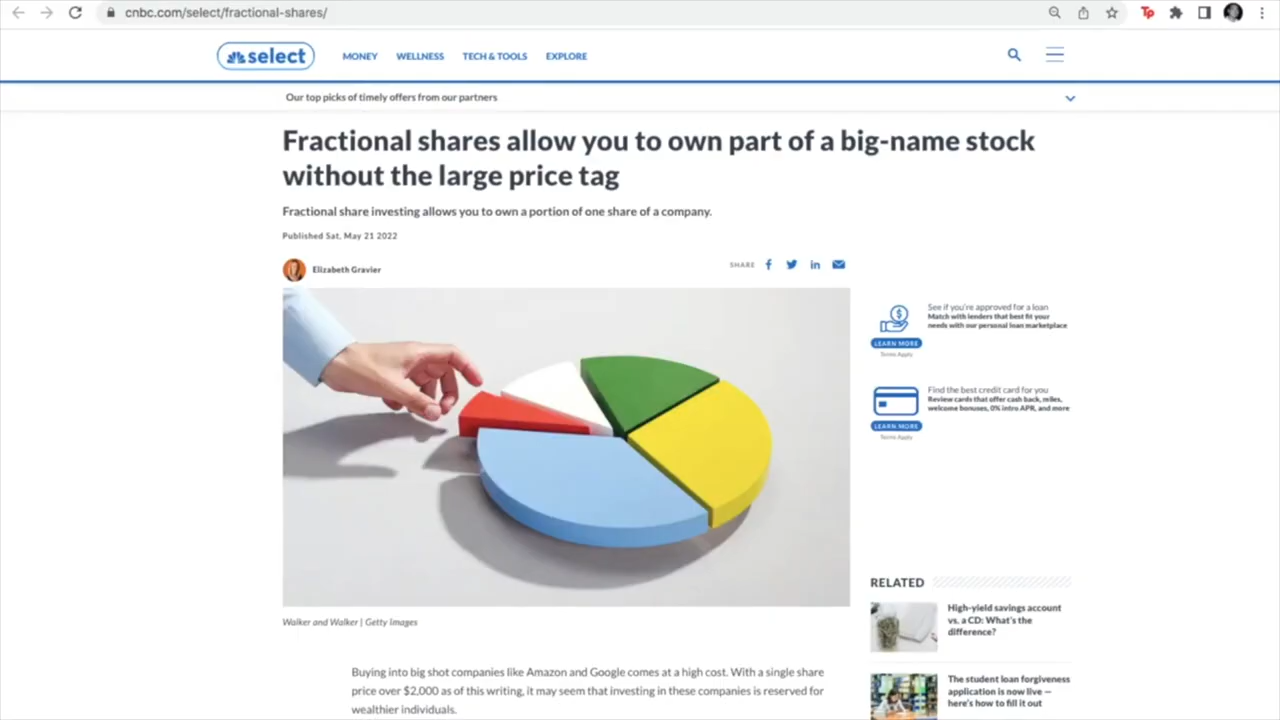 cnbc.com/select/fractional-shares/
select
MONEY
WELLNESS
TECH & TOOLS
EXPLORE
Our top picks of timely offers from our partners
Fractional shares allow you to own part of a big-name stock
without the large price tag
Fractional share investing allows you to own a portion of one share of a company.
Published Sat, May 21 2022
Elizabeth Gravier
SHARE
See if you're approved for a loan
Match with lenders that best fit your
needs with our personal loan marketplace
LEARN MORE
Terms Apply
Find the best credit card for you
Review cards that offer cash back, miles,
welcome bonuses, 0% intro APR, and more
LEARN MORE
Terms Apply
Walker and Walker | Getty Images
Buying into big shot companies like Amazon and Google comes at a high cost. With a single share
price over $2,000 as of this writing, it may seem that investing in these companies is reserved for
wealthier individuals.
RELATED
High-yield savings account
vs. a CD: What's the
difference?
The student loan forgiveness
application is now live —
here's how to fill it out